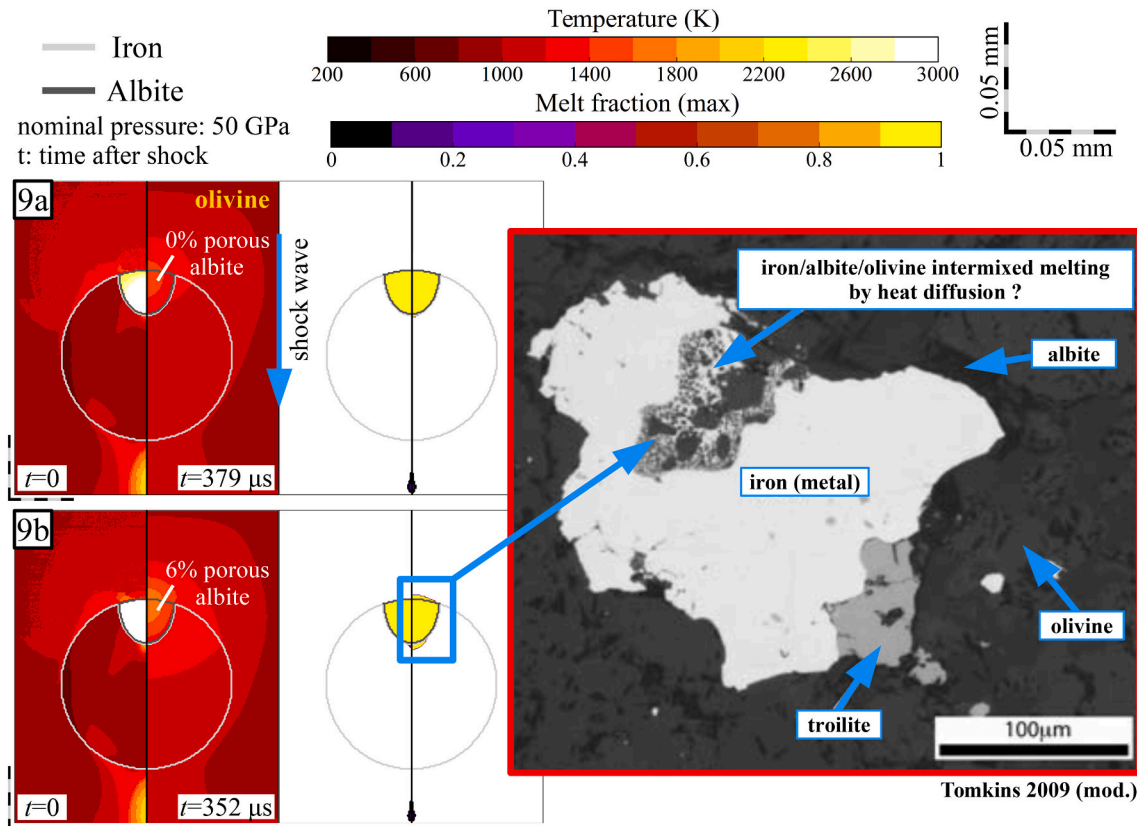 Iron
Albite
nominal pressure: 50 GPa
t: time after shock
Temperature (K)
200 600 1000 1400 1800 2200 2600 3000
Melt fraction (max)
0 0.2 0.4 0.6 0.8 1
0.05 mm
0.05 mm
9a
olivine
0% porous
albite
shock wave
t=0
t=379 μs
9b
6% porous
albite
t=0
t=352 μs
iron/albite/olivine intermixed melting
by heat diffusion ?
albite
iron (metal)
olivine
troilite
100μm
Tomkins 2009 (mod.)